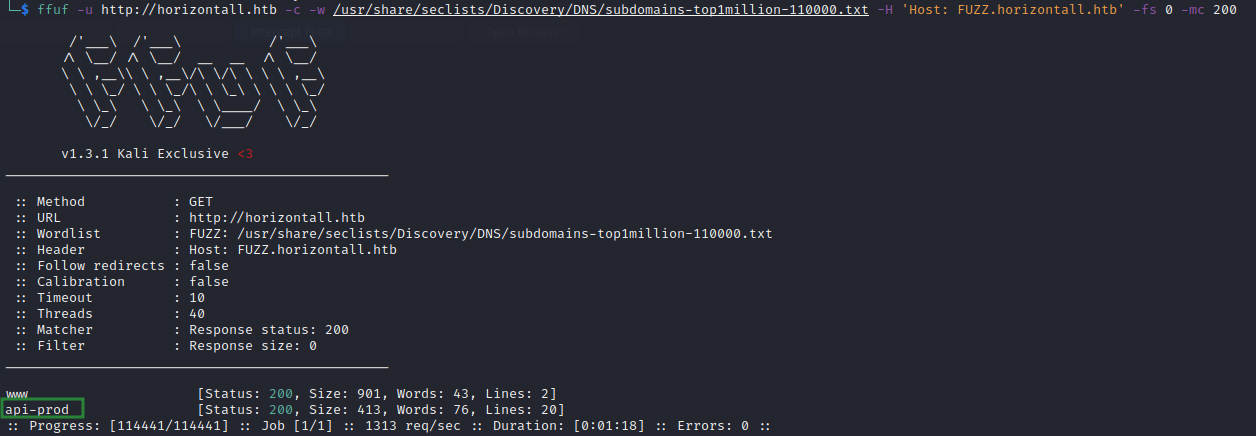 └─$ ffuf -u http://horizontall.htb -c -w /usr/share/seclists/Discovery/DNS/subdomains-top1million-110000.txt -H 'Host: FUZZ.horizontall.htb' -fs 0 -mc 200
        /'___\  /'___\           /'___\
       /\ \__/ /\ \__/  __  __  /\ \__/
       \ \ ,__\\ \ ,__\/\ \/\ \ \ \ ,__\
        \ \ \_/ \ \ \_/\ \ \_\ \ \ \ \_/
         \ \_\   \ \_\  \ \____/  \ \_\
          \/_/    \/_/   \/___/    \/_/
       v1.3.1 Kali Exclusive <3
________________________________________________
 :: Method           : GET
 :: URL              : http://horizontall.htb
 :: Wordlist         : FUZZ: /usr/share/seclists/Discovery/DNS/subdomains-top1million-110000.txt
 :: Header           : Host: FUZZ.horizontall.htb
 :: Follow redirects : false
 :: Calibration      : false
 :: Timeout          : 10
 :: Threads          : 40
 :: Matcher          : Response status: 200
 :: Filter           : Response size: 0
________________________________________________
www                     [Status: 200, Size: 901, Words: 43, Lines: 2]
api-prod                [Status: 200, Size: 413, Words: 76, Lines: 20]
:: Progress: [114441/114441] :: Job [1/1] :: 1313 req/sec :: Duration: [0:01:18] :: Errors: 0 ::